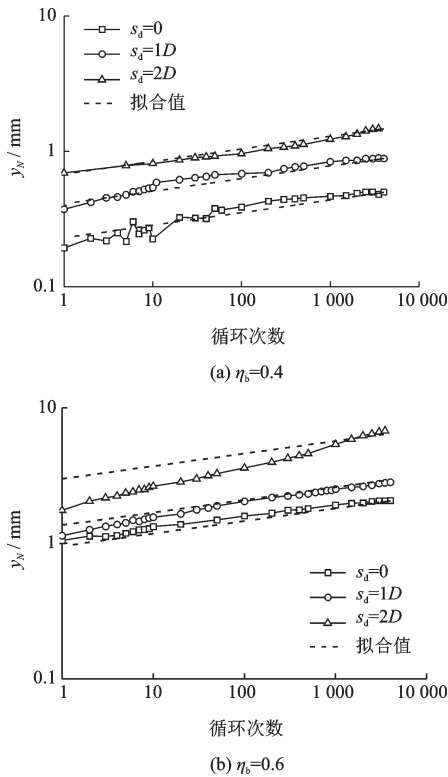 10
s_d=0
s_d=1D
s_d=2D
拟合值
y_N / mm
1
0.1
1
10
100
1 000
10 000
循环次数
(a) η_b=0.4
10
y_N / mm
1
s_d=0
s_d=1D
s_d=2D
拟合值
0.1
1
10
100
1 000
10 000
循环次数
(b) η_b=0.6